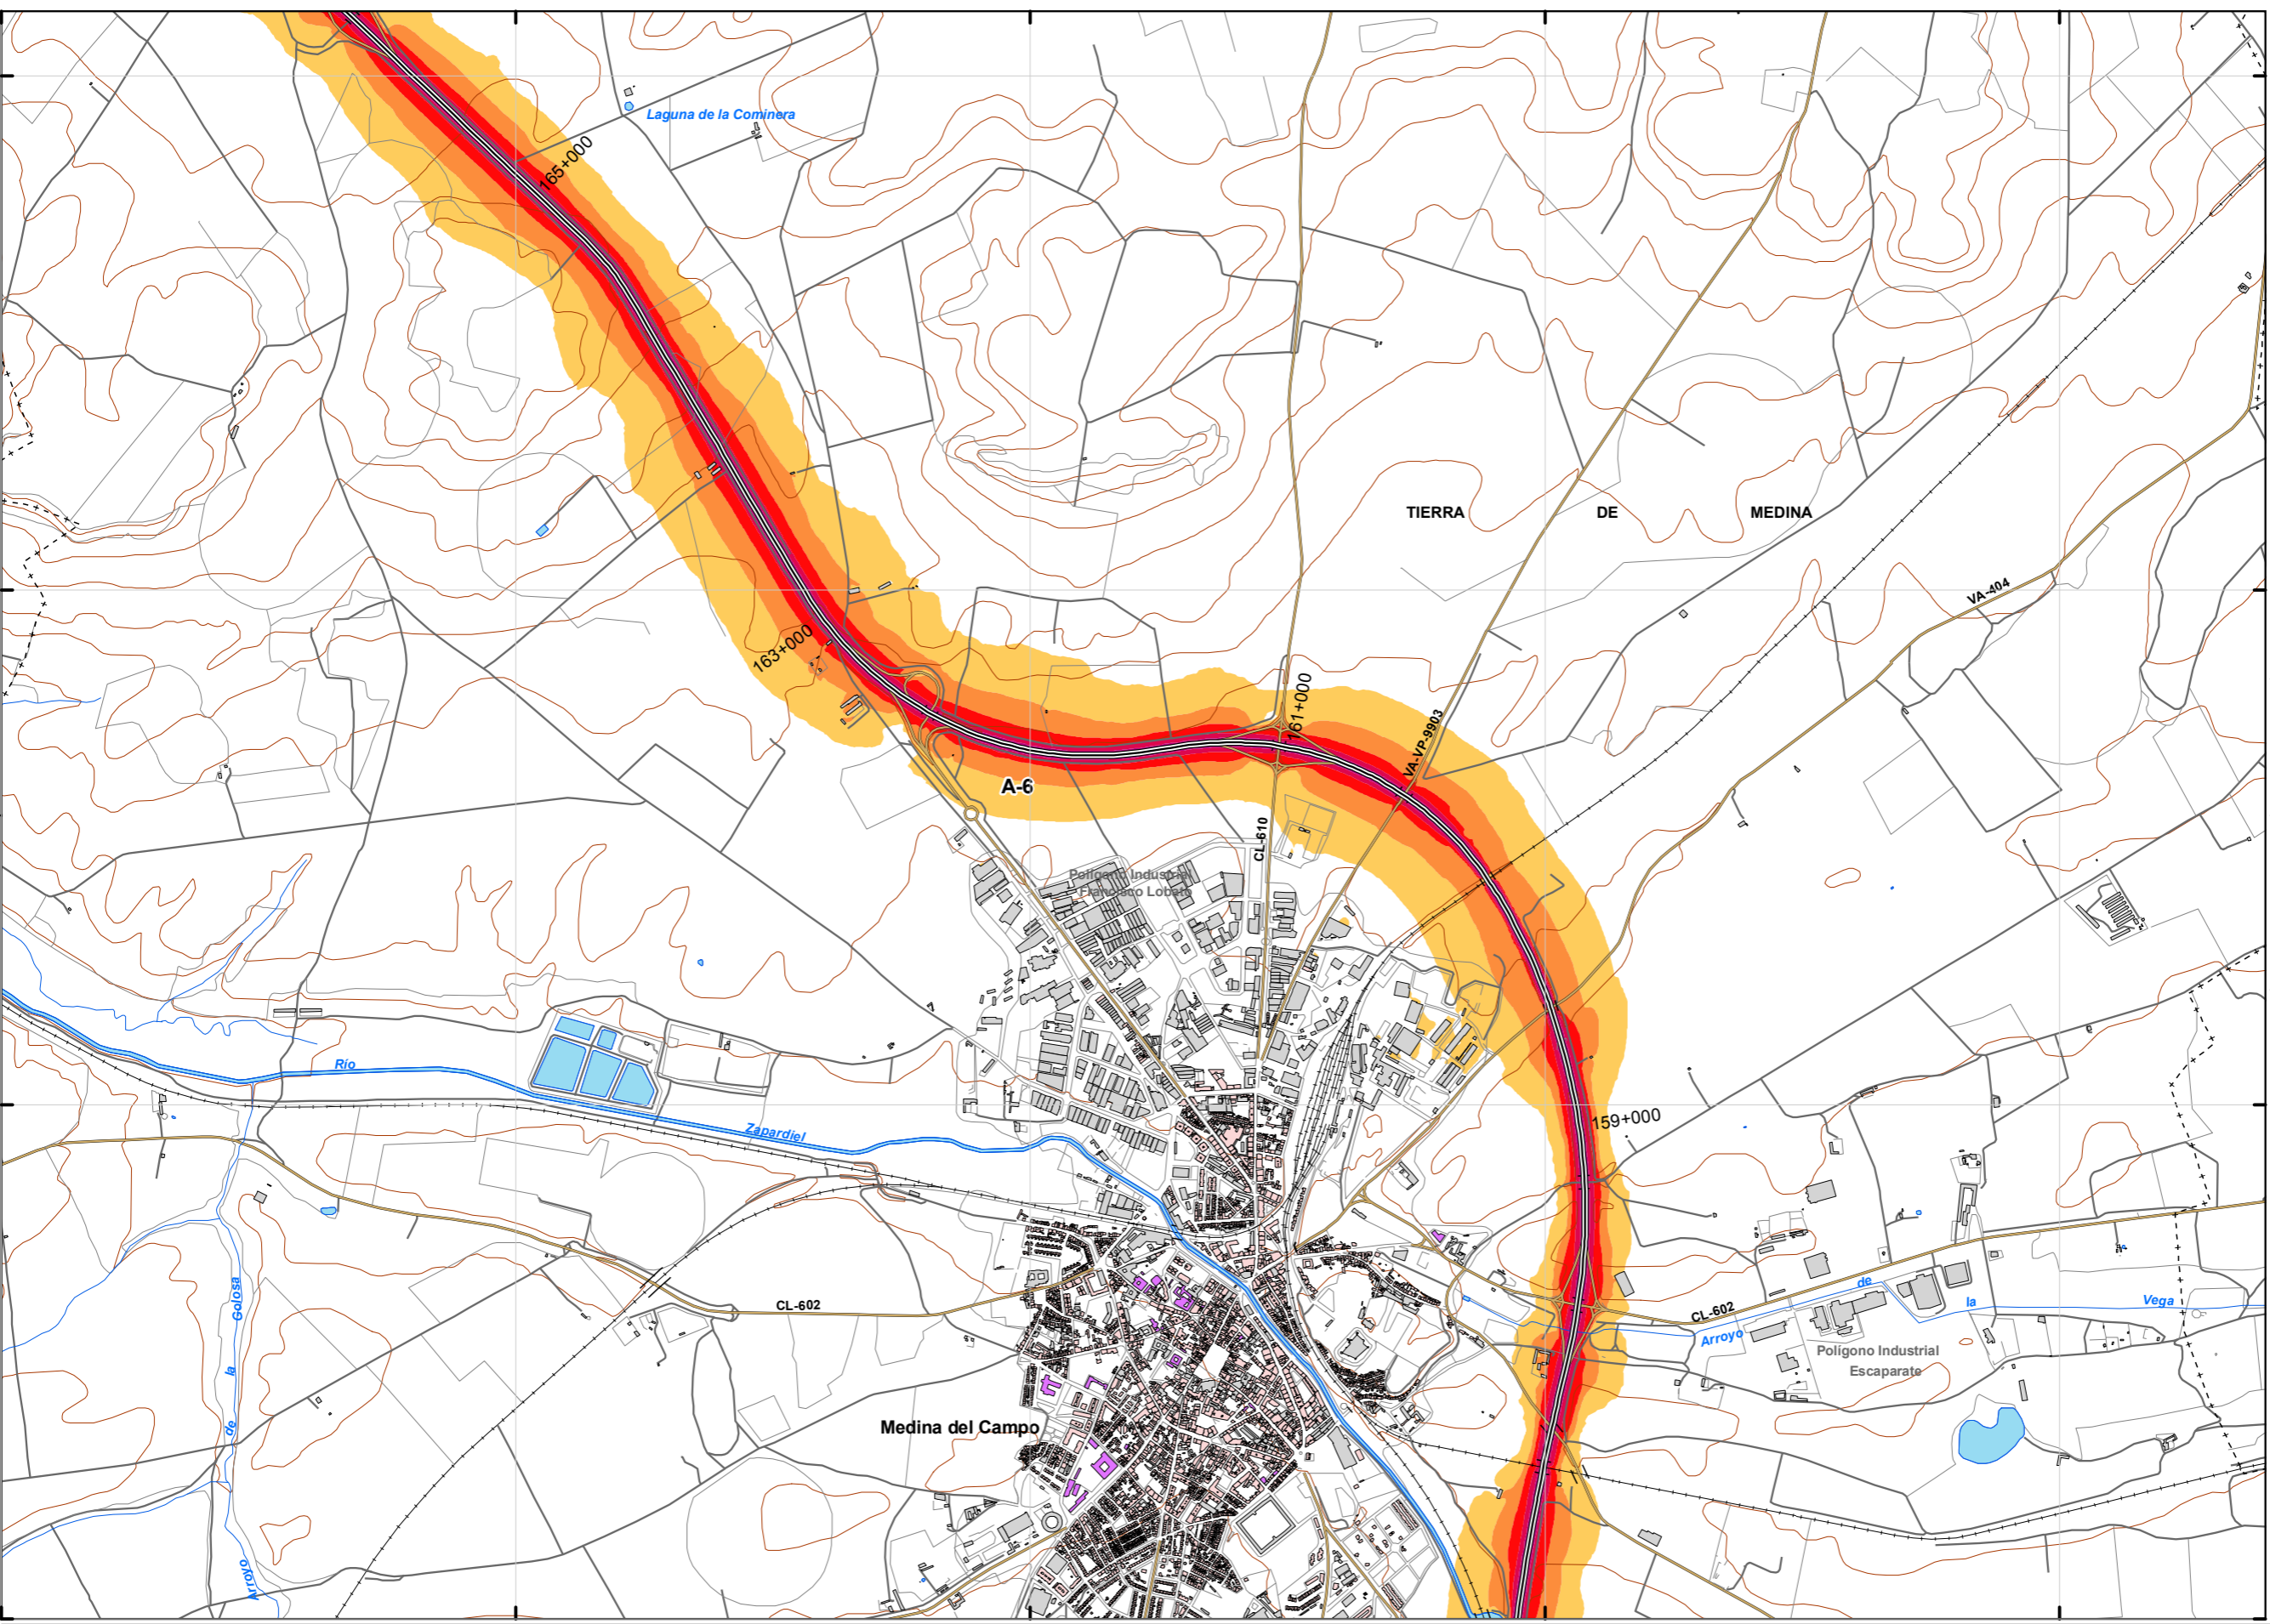 Laguna de la Cominera
165+000
TIERRA DE MEDINA
VA-404
163+000
161+000
VA-VP-9903
A-6
CL-610
Polígono Industrial
Francisco Lobato
Río
Zapardiel
159+000
CL-602
CL-602
Arroyo de la Vega
Polígono Industrial
Escaparate
Medina del Campo
Arroyo de la Golosa